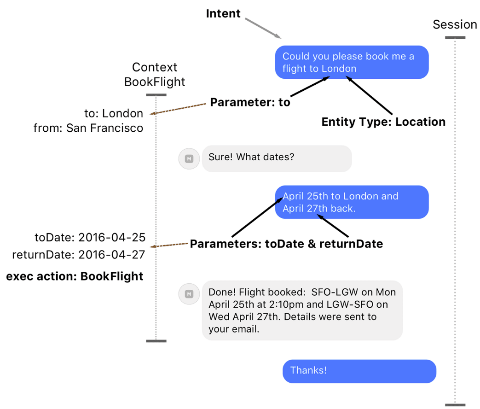 Intent
Session
Could you please book me a
flight to London
Context
BookFlight
Parameter: to
to: London
from: San Francisco
Entity Type: Location
M
Sure! What dates?
April 25th to London and
April 27th back.
toDate: 2016-04-25
returnDate: 2016-04-27
Parameters: toDate & returnDate
exec action: BookFlight
M
Done! Flight booked: SFO-LGW on Mon
April 25th at 2:10pm and LGW-SFO on
Wed April 27th. Details were sent to
your email.
Thanks!